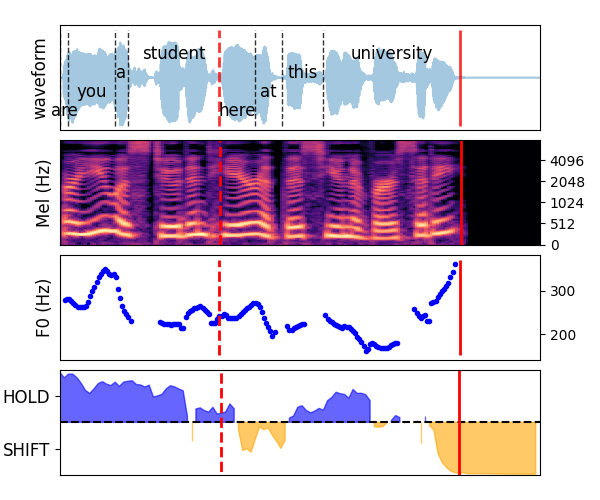 waveform
are you a student here at this university
Mel (Hz)
4096
2048
1024
512
0
F0 (Hz)
300
200
HOLD
SHIFT